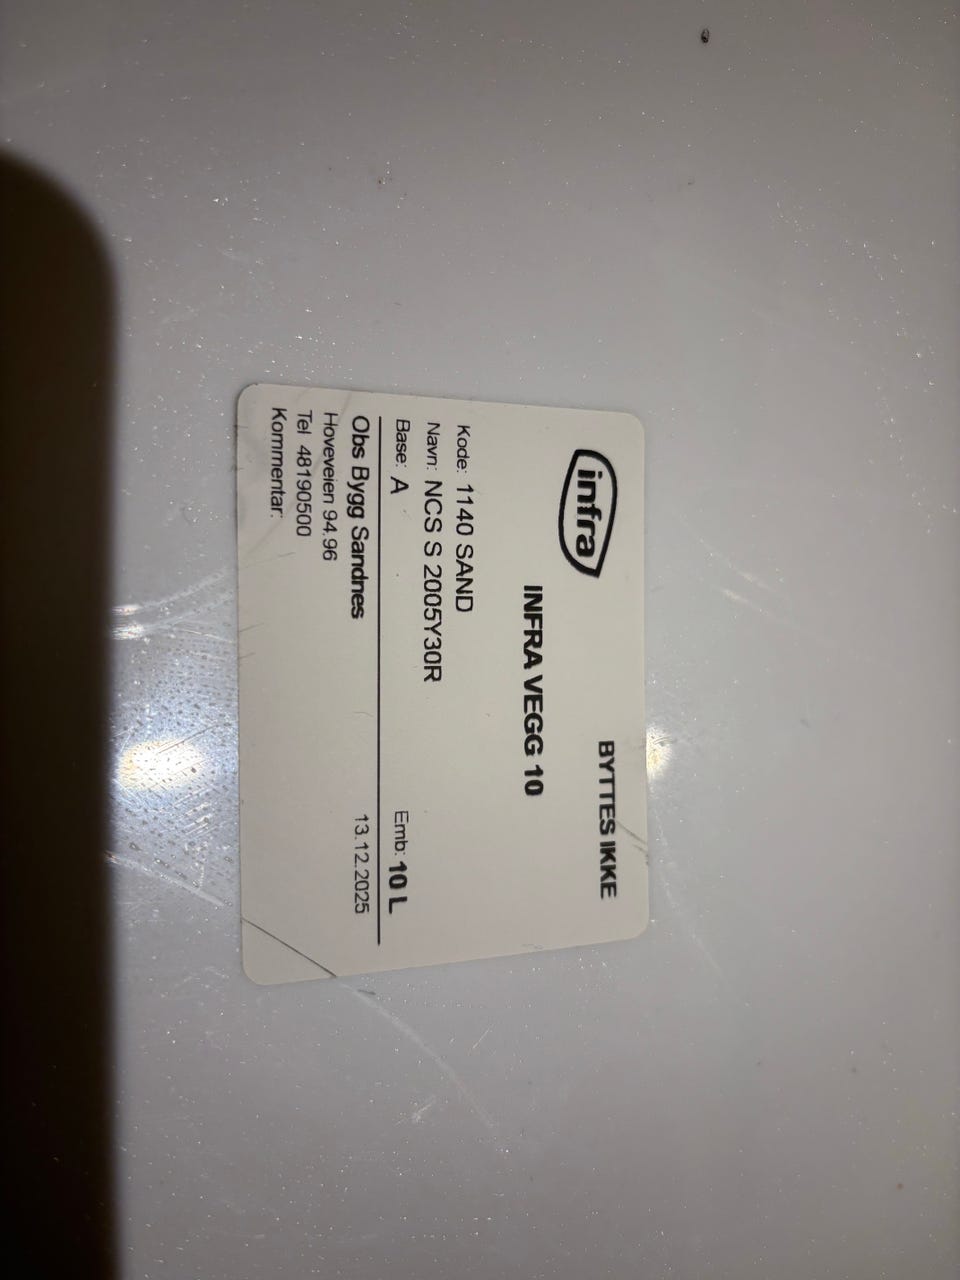 infra
BYTTES IKKE
INFRA VEGG 10
Kode: 1140 SAND
Navn: NCS S 2005Y30R
Base: A Emb: 10 L
Obs Bygg Sandnes 13.12.2025
Hoveveien 94.96
Tel 48190500
Kommentar: